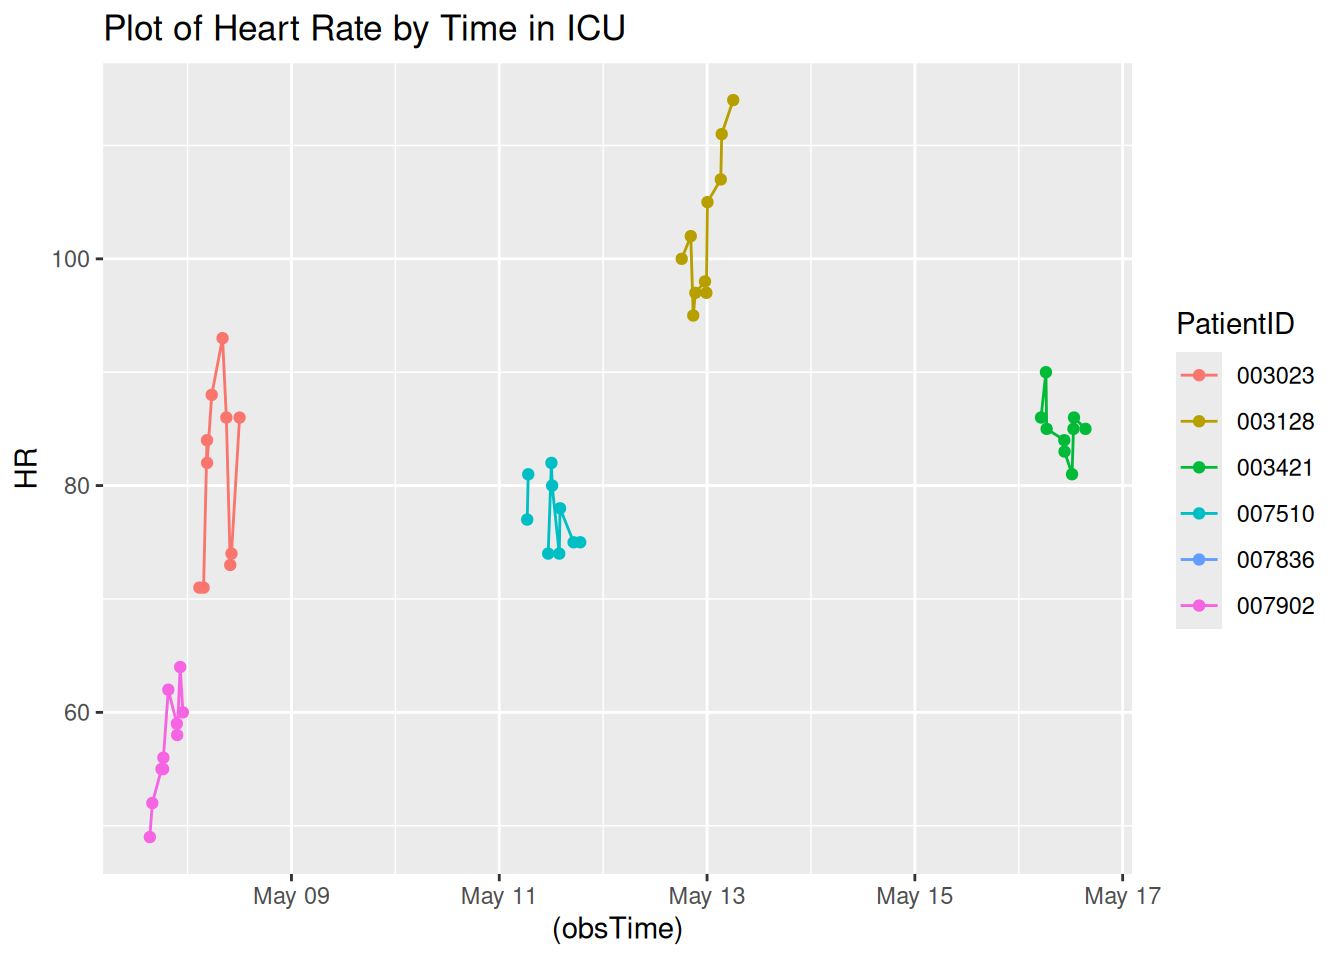 Plot of Heart Rate by Time in ICU
HR
100
80
60
May 09
May 11
May 13
May 15
May 17
(obsTime)
PatientID
003023
003128
003421
007510
007836
007902